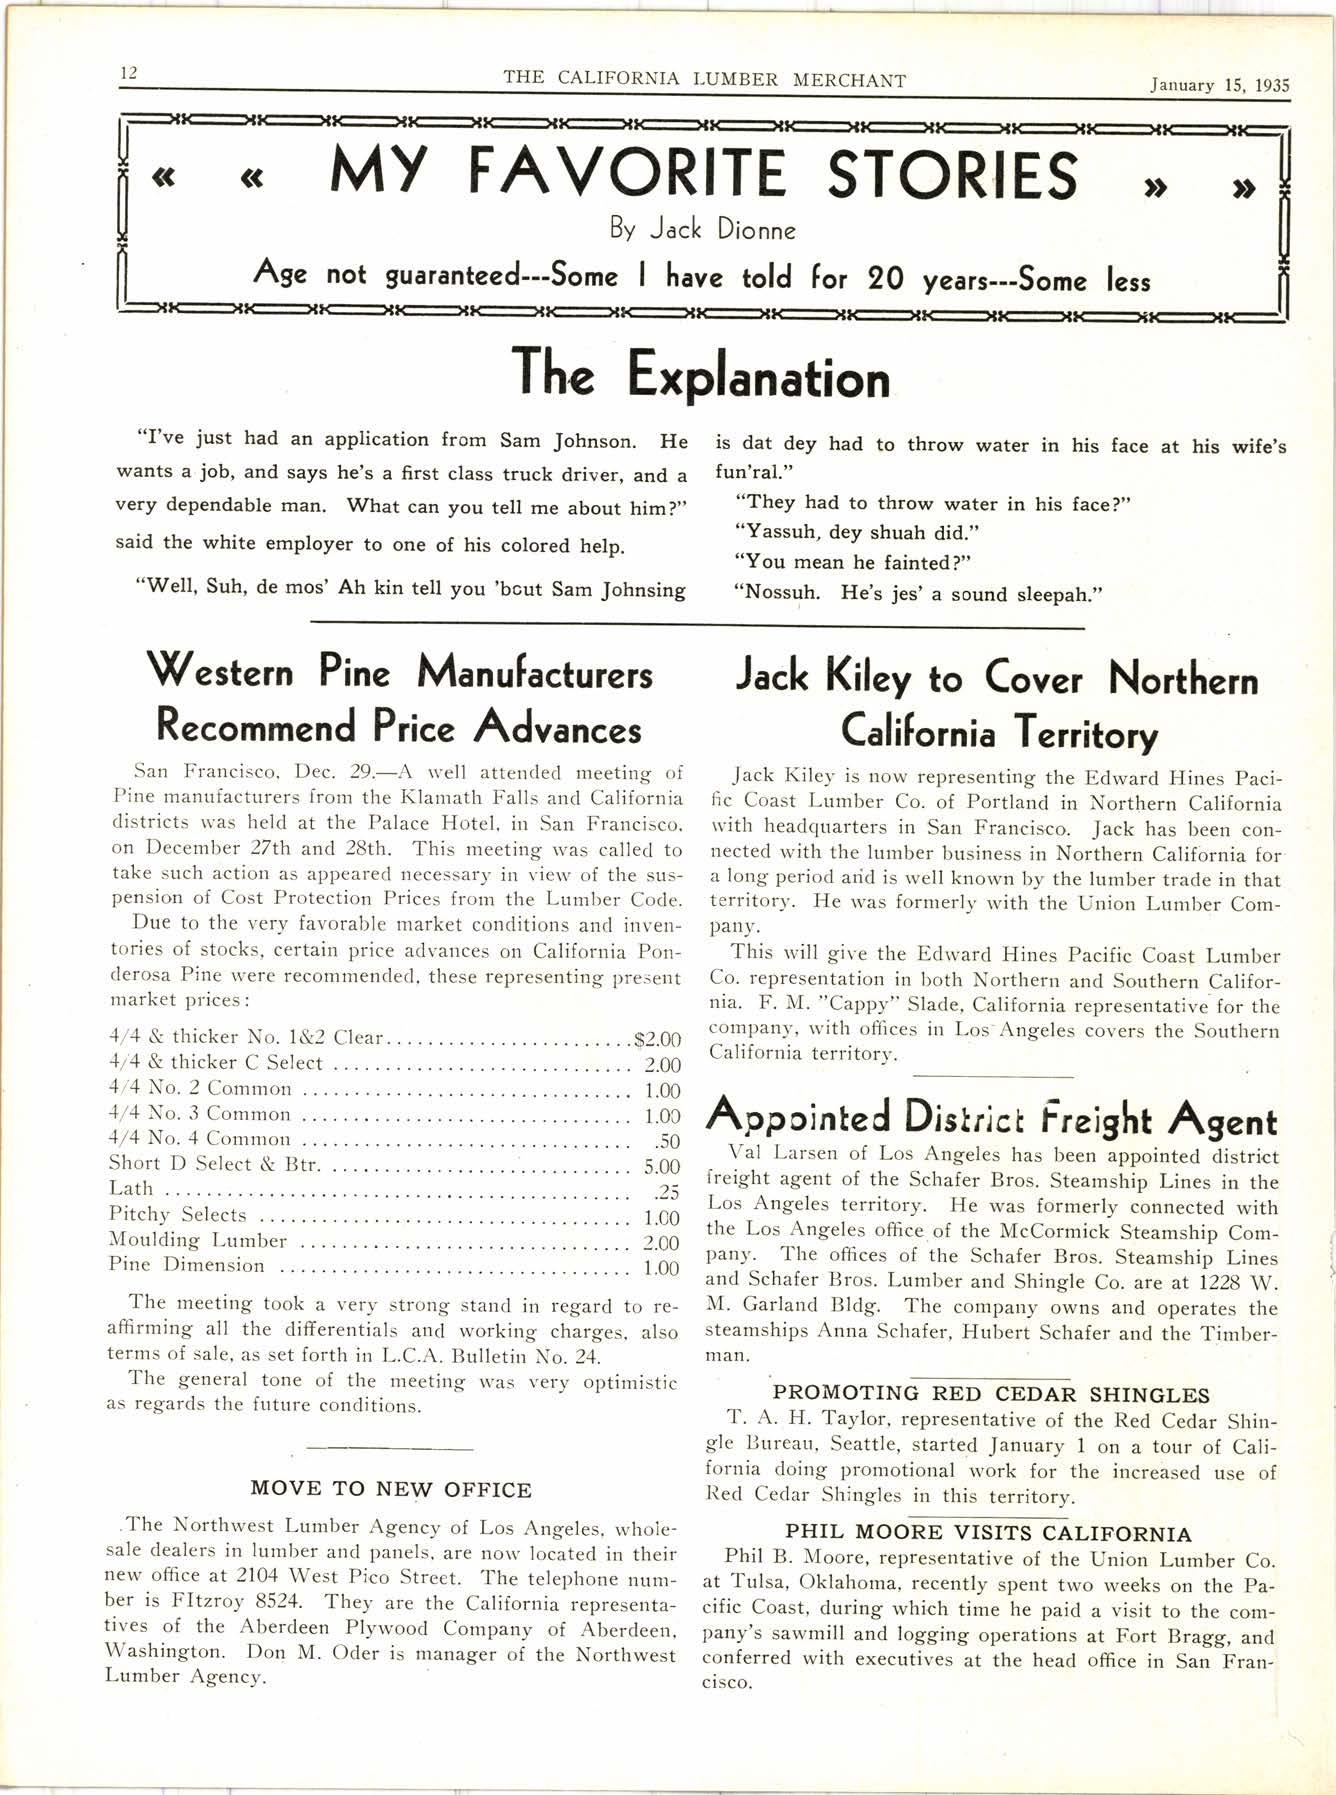 12
THE CALIFORNIA LUMBER MERCHANT
January 15, 1935
« « MY FAVORITE STORIES » »
By Jack Dionne
Age not guaranteed---Some I have told for 20 years---Some less
The Explanation
"I've just had an application from Sam Johnson. He
wants a job, and says he's a first class truck driver, and a
very dependable man. What can you tell me about him?"
said the white employer to one of his colored help.
"Well, Suh, de mos' Ah kin tell you 'bout Sam Johnsing
is dat dey had to throw water in his face at his wife's
fun'ral."
"They had to throw water in his face?"
"Yassuh, dey shuah did."
"You mean he fainted?"
"Nossuh. He's jes' a sound sleepah."
Western Pine Manufacturers
Recommend Price Advances
San Francisco, Dec. 29.—A well attended meeting of
Pine manufacturers from the Klamath Falls and California
districts was held at the Palace Hotel, in San Francisco,
on December 27th and 28th. This meeting was called to
take such action as appeared necessary in view of the sus-
pension of Cost Protection Prices from the Lumber Code.
Due to the very favorable market conditions and inven-
tories of stocks, certain price advances on California Pon-
derosa Pine were recommended, these representing present
market prices:
4/4 & thicker No. 1&2 Clear........................$2.00
4/4 & thicker C Select ............................. 2.00
4/4 No. 2 Common ................................ 1.00
4/4 No. 3 Common ................................ 1.00
4/4 No. 4 Common ................................ .50
Short D Select & Btr. ............................. 5.00
Lath ............................................. .25
Pitchy Selects .................................... 1.00
Moulding Lumber ................................ 2.00
Pine Dimension .................................. 1.00
The meeting took a very strong stand in regard to re-
affirming all the differentials and working charges, also
terms of sale, as set forth in L.C.A. Bulletin No. 24.
The general tone of the meeting was very optimistic
as regards the future conditions.
MOVE TO NEW OFFICE
The Northwest Lumber Agency of Los Angeles, whole-
sale dealers in lumber and panels, are now located in their
new office at 2104 West Pico Street. The telephone num-
ber is FItzroy 8524. They are the California representa-
tives of the Aberdeen Plywood Company of Aberdeen,
Washington. Don M. Oder is manager of the Northwest
Lumber Agency.
Jack Kiley to Cover Northern
California Territory
Jack Kiley is now representing the Edward Hines Paci-
fic Coast Lumber Co. of Portland in Northern California
with headquarters in San Francisco. Jack has been con-
nected with the lumber business in Northern California for
a long period and is well known by the lumber trade in that
territory. He was formerly with the Union Lumber Com-
pany.
This will give the Edward Hines Pacific Coast Lumber
Co. representation in both Northern and Southern Califor-
nia. F. M. "Cappy" Slade, California representative for the
company, with offices in Los Angeles covers the Southern
California territory.
Appointed District Freight Agent
Val Larsen of Los Angeles has been appointed district
freight agent of the Schafer Bros. Steamship Lines in the
Los Angeles territory. He was formerly connected with
the Los Angeles office of the McCormick Steamship Com-
pany. The offices of the Schafer Bros. Steamship Lines
and Schafer Bros. Lumber and Shingle Co. are at 1228 W.
M. Garland Bldg. The company owns and operates the
steamships Anna Schafer, Hubert Schafer and the Timber-
man.
PROMOTING RED CEDAR SHINGLES
T. A. H. Taylor, representative of the Red Cedar Shin-
gle Bureau, Seattle, started January 1 on a tour of Cali-
fornia doing promotional work for the increased use of
Red Cedar Shingles in this territory.
PHIL MOORE VISITS CALIFORNIA
Phil B. Moore, representative of the Union Lumber Co.
at Tulsa, Oklahoma, recently spent two weeks on the Pa-
cific Coast, during which time he paid a visit to the com-
pany's sawmill and logging operations at Fort Bragg, and
conferred with executives at the head office in San Fran-
cisco.